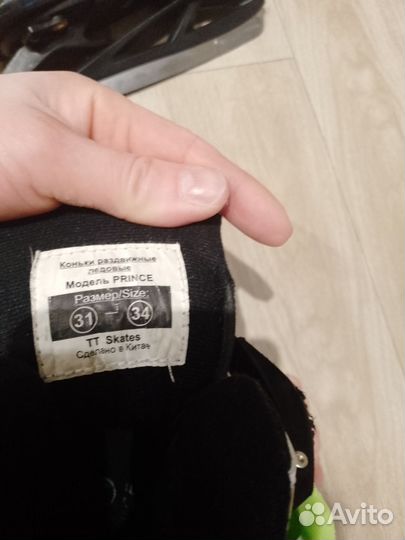 Коньки раздвижные
ледовые
Модель PRINCE
Размер/Size:
31 - 34
TT Skates
Сделано в Китае
Avito